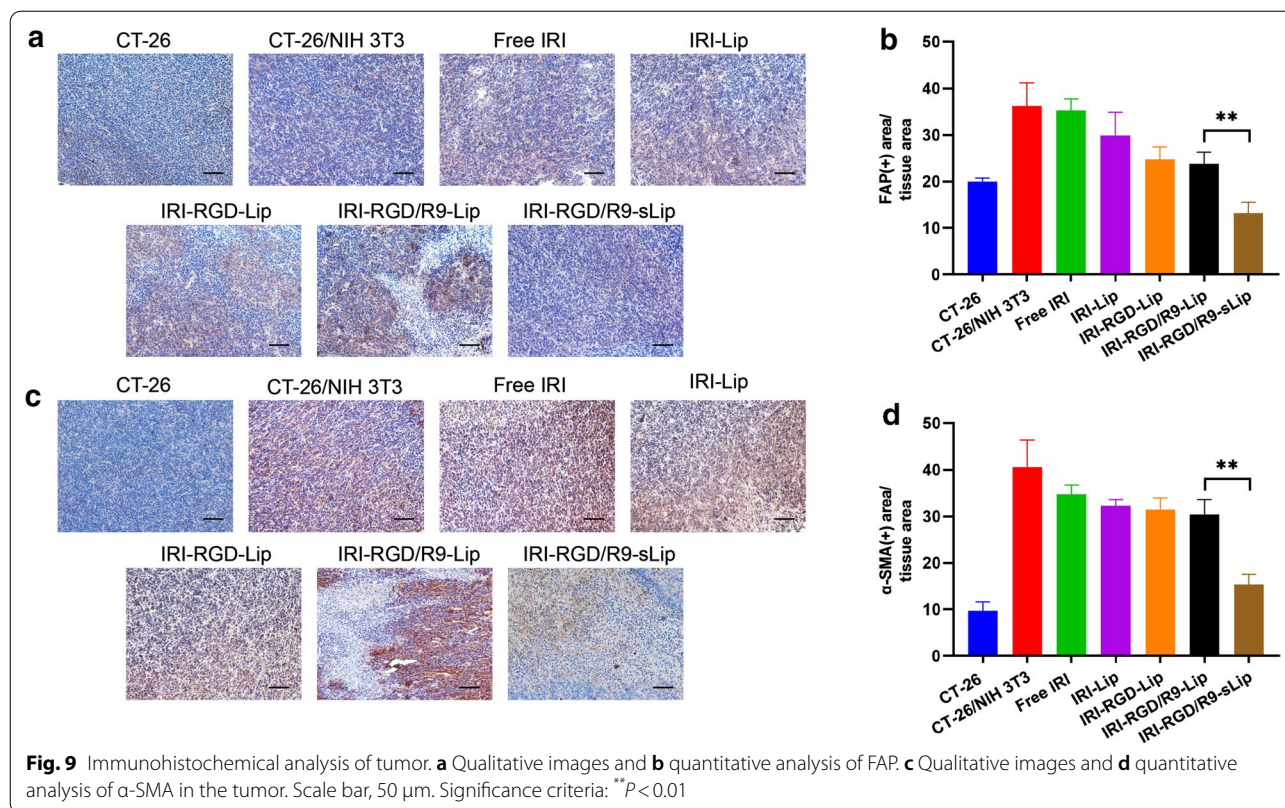 a
CT-26
CT-26/NIH 3T3
Free IRI
IRI-Lip
IRI-RGD-Lip
IRI-RGD/R9-Lip
IRI-RGD/R9-sLip
b
FAP(+) area/
tissue area
50
40
30
20
10
0
**
CT-26
CT-26/NIH 3T3
Free IRI
IRI-Lip
IRI-RGD-Lip
IRI-RGD/R9-Lip
IRI-RGD/R9-sLip
c
CT-26
CT-26/NIH 3T3
Free IRI
IRI-Lip
IRI-RGD-Lip
IRI-RGD/R9-Lip
IRI-RGD/R9-sLip
d
α-SMA(+) area/
tissue area
50
40
30
20
10
0
**
CT-26
CT-26/NIH 3T3
Free IRI
IRI-Lip
IRI-RGD-Lip
IRI-RGD/R9-Lip
IRI-RGD/R9-sLip
Fig. 9 Immunohistochemical analysis of tumor. a Qualitative images and b quantitative analysis of FAP. c Qualitative images and d quantitative
analysis of α-SMA in the tumor. Scale bar, 50 μm. Significance criteria: **P < 0.01